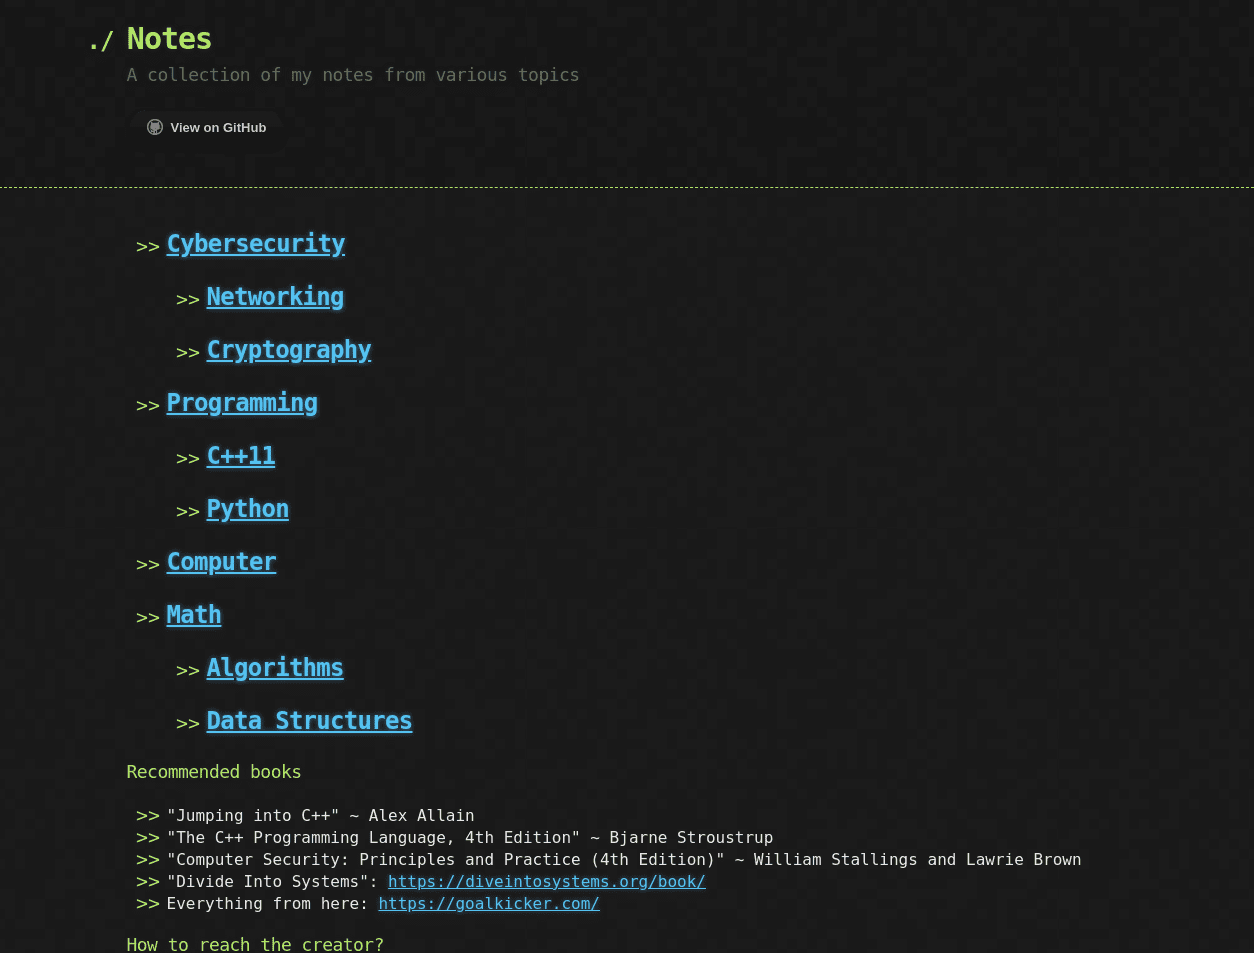 ./ Notes
A collection of my notes from various topics
View on GitHub
>> Cybersecurity
>> Networking
>> Cryptography
>> Programming
>> C++11
>> Python
>> Computer
>> Math
>> Algorithms
>> Data Structures
Recommended books
>> "Jumping into C++" ~ Alex Allain
>> "The C++ Programming Language, 4th Edition" ~ Bjarne Stroustrup
>> "Computer Security: Principles and Practice (4th Edition)" ~ William Stallings and Lawrie Brown
>> "Divide Into Systems": https://diveintosystems.org/book/
>> Everything from here: https://goalkicker.com/
How to reach the creator?